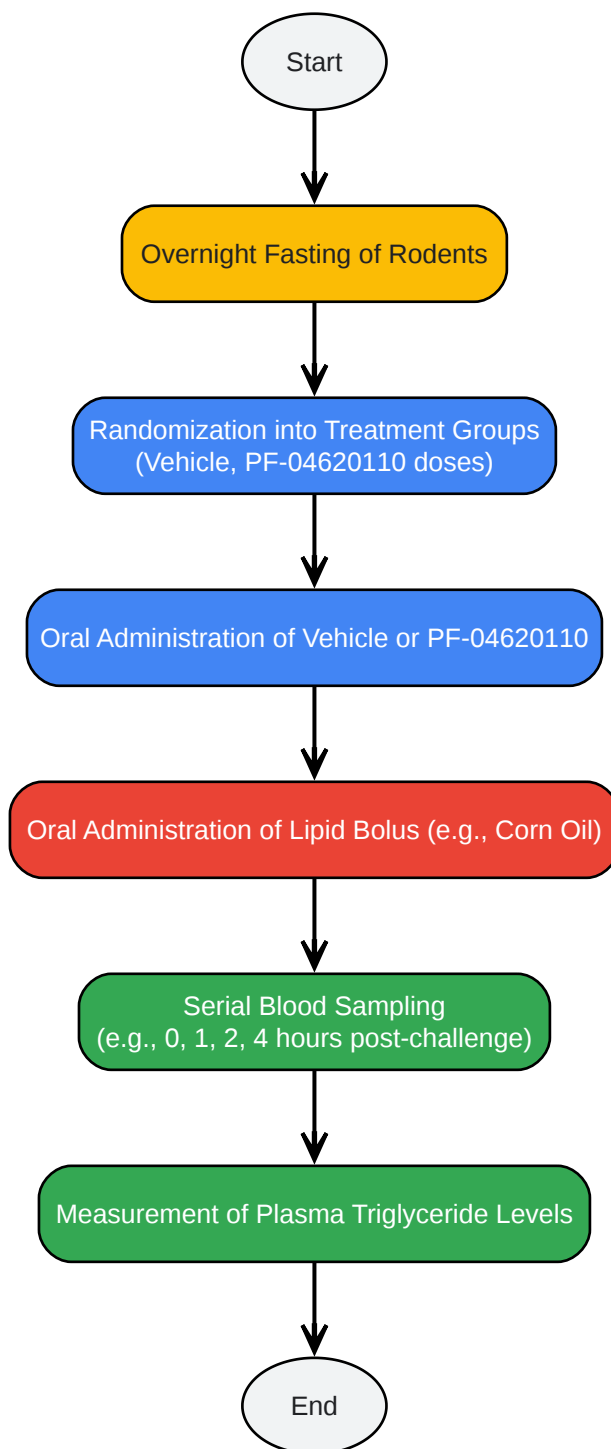 Start
Overnight Fasting of Rodents
Randomization into Treatment Groups
(Vehicle, PF-04620110 doses)
Oral Administration of Vehicle or PF-04620110
Oral Administration of Lipid Bolus (e.g., Corn Oil)
Serial Blood Sampling
(e.g., 0, 1, 2, 4 hours post-challenge)
Measurement of Plasma Triglyceride Levels
End